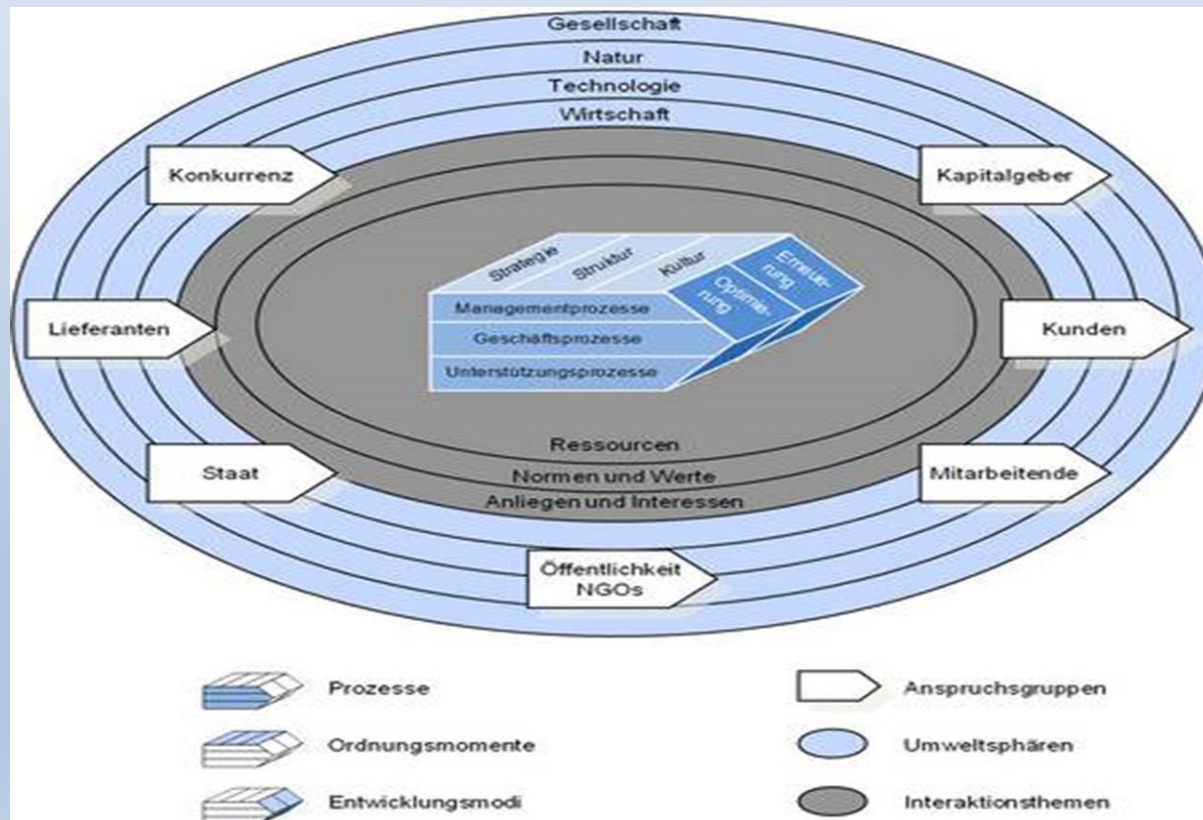 Gesellschaft
Natur
Technologie
Wirtschaft
Konkurrenz
Kapitalgeber
Strategie
Struktur
Kultur
Erneue-
rung
Optimie-
rung
Managementprozesse
Geschäftsprozesse
Unterstützungsprozesse
Lieferanten
Kunden
Ressourcen
Normen und Werte
Anliegen und Interessen
Staat
Mitarbeitende
Öffentlichkeit
NGOs
Prozesse
Anspruchsgruppen
Ordnungsmomente
Umweltsphären
Entwicklungsmodi
Interaktionsthemen